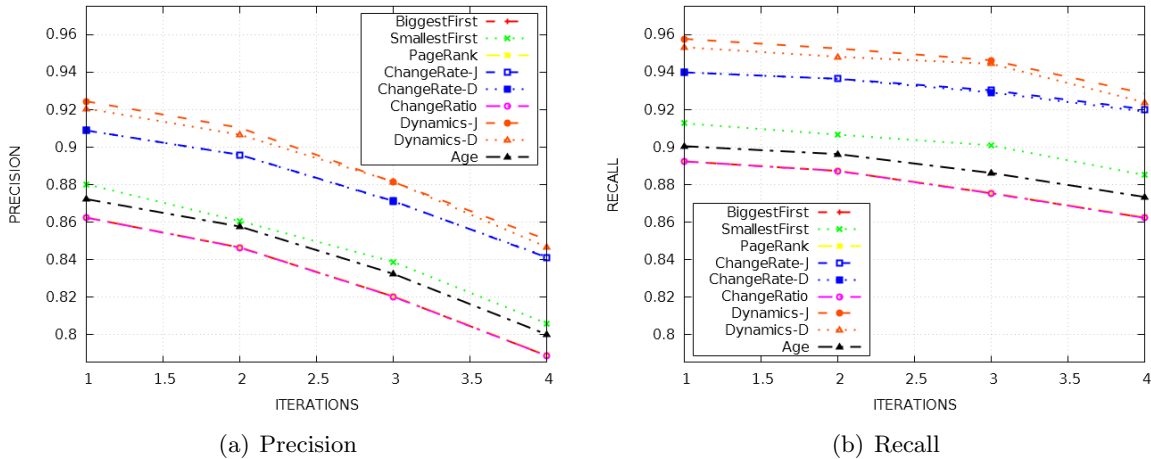 0.96
0.94
0.92
0.9
0.88
0.86
0.84
0.82
0.8
PRECISION
BiggestFirst
SmallestFirst
PageRank
ChangeRate-J
ChangeRate-D
ChangeRatio
Dynamics-J
Dynamics-D
Age
1 1.5 2 2.5 3 3.5 4
ITERATIONS
(a) Precision
0.96
0.94
0.92
0.9
0.88
0.86
0.84
0.82
0.8
RECALL
BiggestFirst
SmallestFirst
PageRank
ChangeRate-J
ChangeRate-D
ChangeRatio
Dynamics-J
Dynamics-D
Age
1 1.5 2 2.5 3 3.5 4
ITERATIONS
(b) Recall